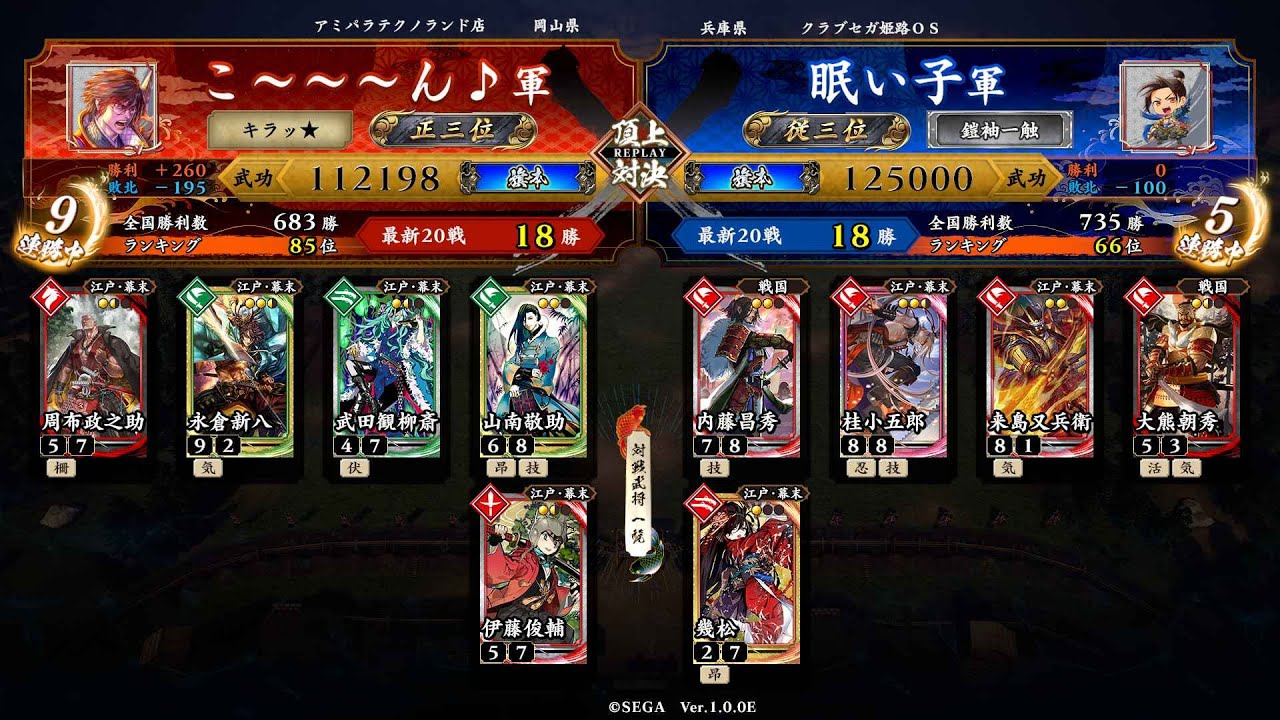 アミパラテクノランド店 岡山県
兵庫県 クラブセガ姫路OS
こ～～～ん♪軍
眠い子軍
キラッ★ 正三位
従三位 鎧袖一触
頂上
REPLAY
対決
勝利 +260
敗北 -195
武功 112198 旗本
旗本 125000 武功
勝利 0
敗北 -100
9
連勝中
全国勝利数 683勝
ランキング 85位
最新20戦 18勝
最新20戦 18勝
全国勝利数 735勝
ランキング 66位
5
連勝中
江戸・幕末
周布政之助
5 7
柵
江戸・幕末
永倉新八
9 2
気
江戸・幕末
武田観柳斎
4 7
伏
江戸・幕末
山南敬助
6 8
昂 技
戦国
内藤昌秀
7 8
技
江戸・幕末
桂小五郎
8 8
忍 技
江戸・幕末
来島又兵衛
8 1
気
戦国
大熊朝秀
5 3
活 気
対戦武将一覧
江戸・幕末
伊藤俊輔
5 7
江戸・幕末
幾松
2 7
昂
©SEGA Ver.1.0.0E